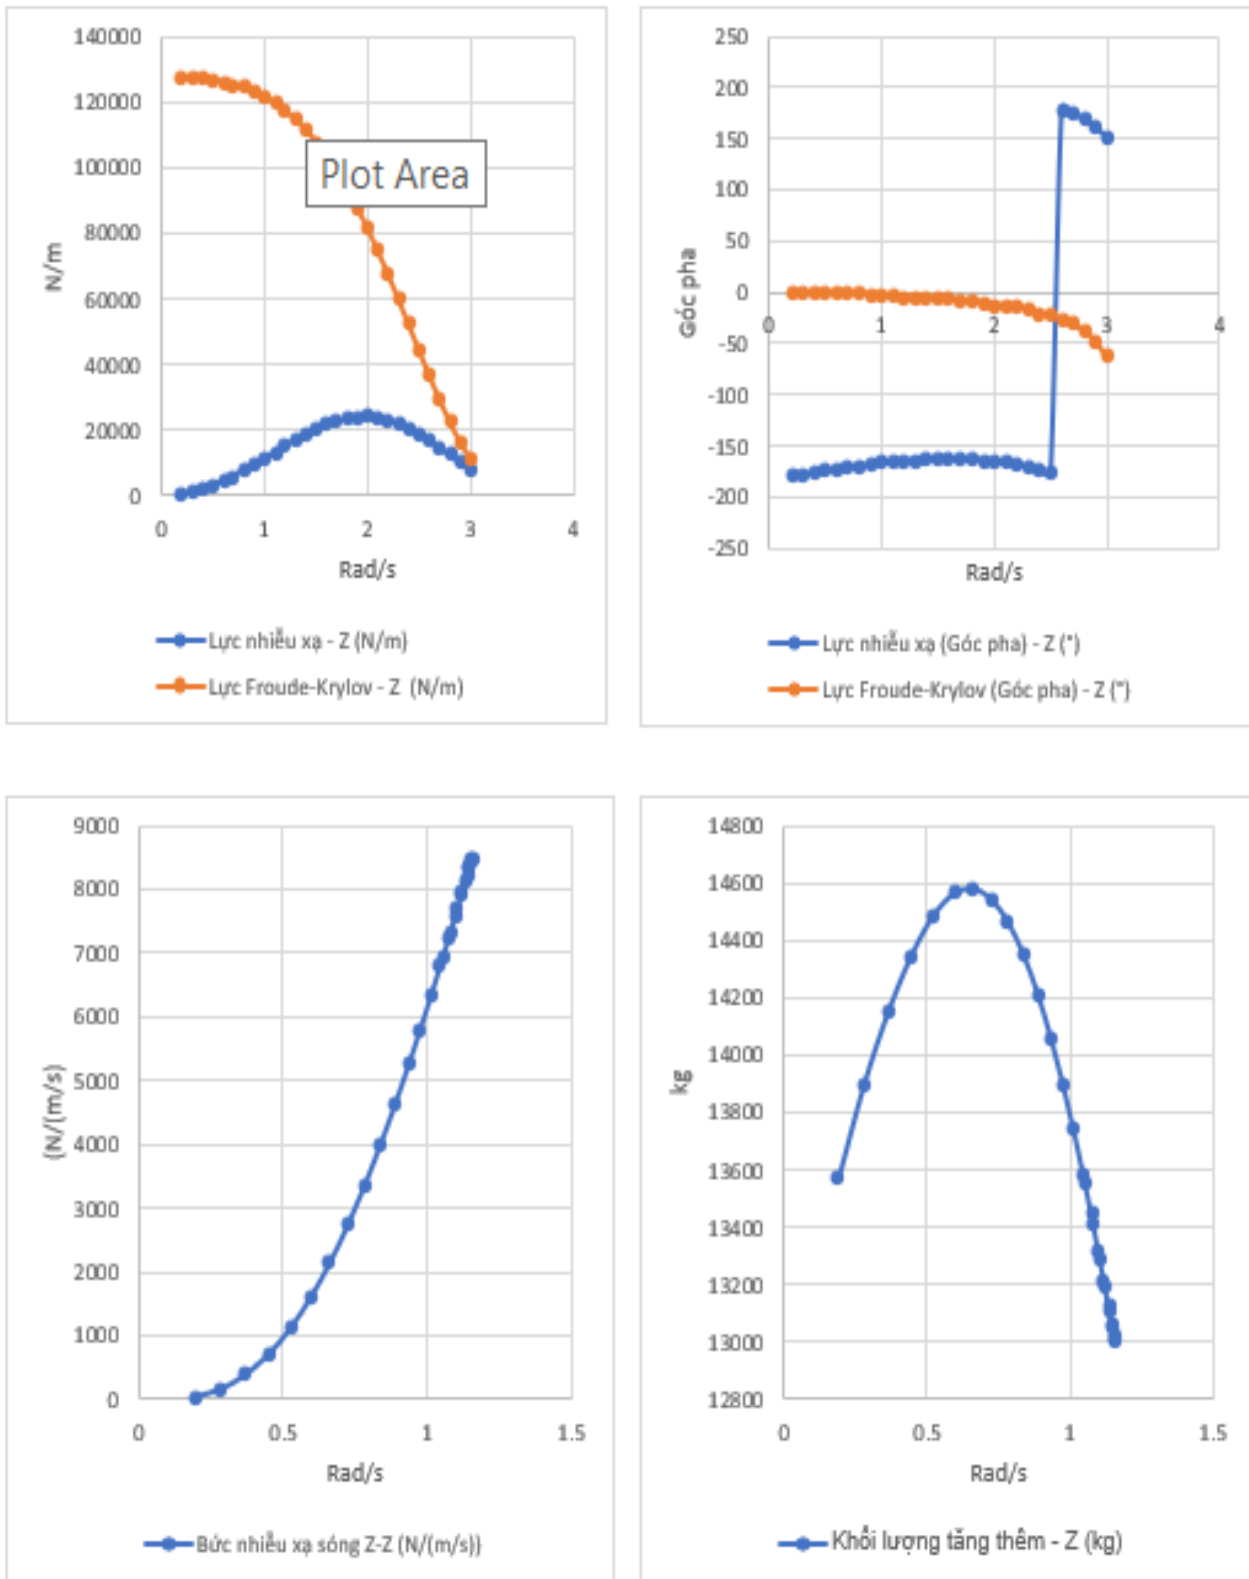 140000
120000
100000
80000
60000
40000
20000
0
N/m
Plot Area
0 1 2 3 4
Rad/s
Lực nhiễu xạ - Z (N/m)
Lực Froude-Krylov - Z (N/m)
250
200
150
100
50
0
-50
-100
-150
-200
-250
Góc pha
0 1 2 3 4
Rad/s
Lực nhiễu xạ (Góc pha) - Z (°)
Lực Froude-Krylov (Góc pha) - Z (°)
9000
8000
7000
6000
5000
4000
3000
2000
1000
0
(N/(m/s)
0 0.5 1 1.5
Rad/s
Bức nhiễu xạ sóng Z-Z (N/(m/s))
14800
14600
14400
14200
14000
13800
13600
13400
13200
13000
12800
kg
0 0.5 1 1.5
Rad/s
Khối lượng tăng thêm - Z (kg)